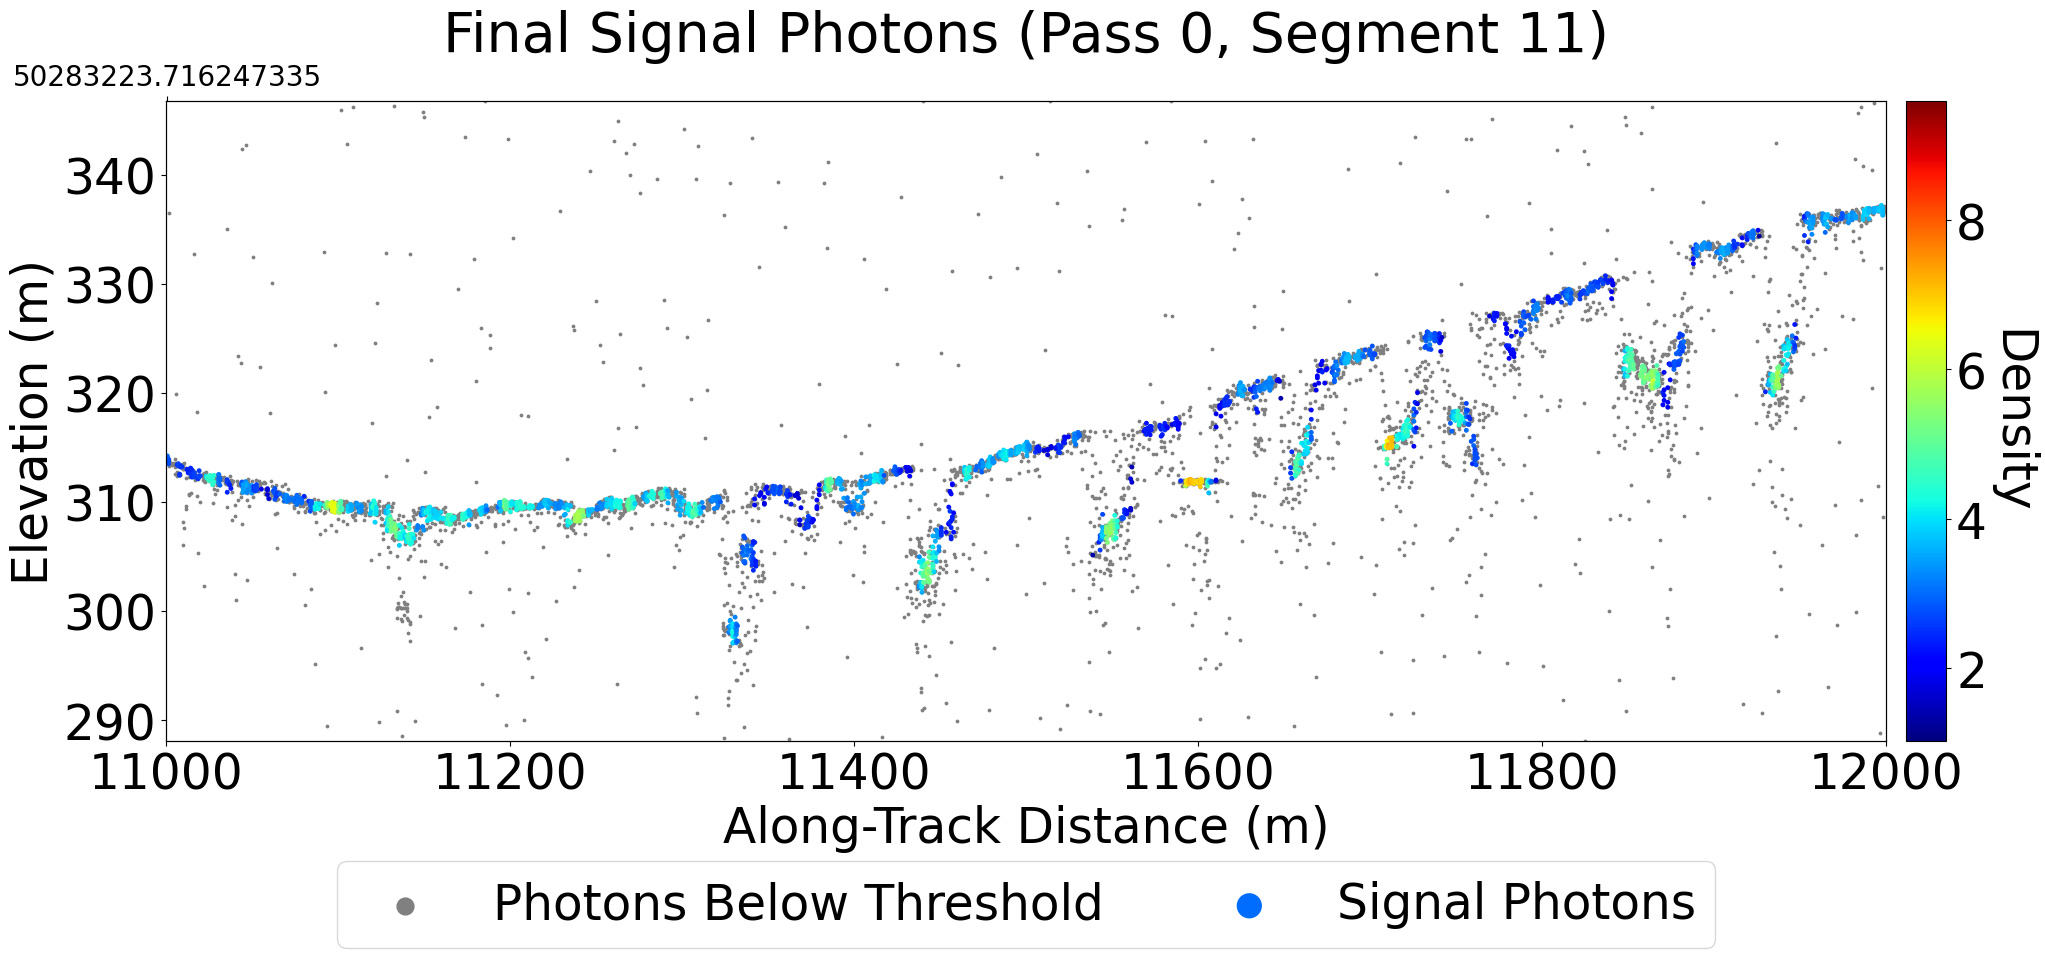 Final Signal Photons (Pass 0, Segment 11)
50283223.716247335
340
330
320
310
300
290
Elevation (m)
11000 11200 11400 11600 11800 12000
Along-Track Distance (m)
8
6
4
2
Density
Photons Below Threshold Signal Photons